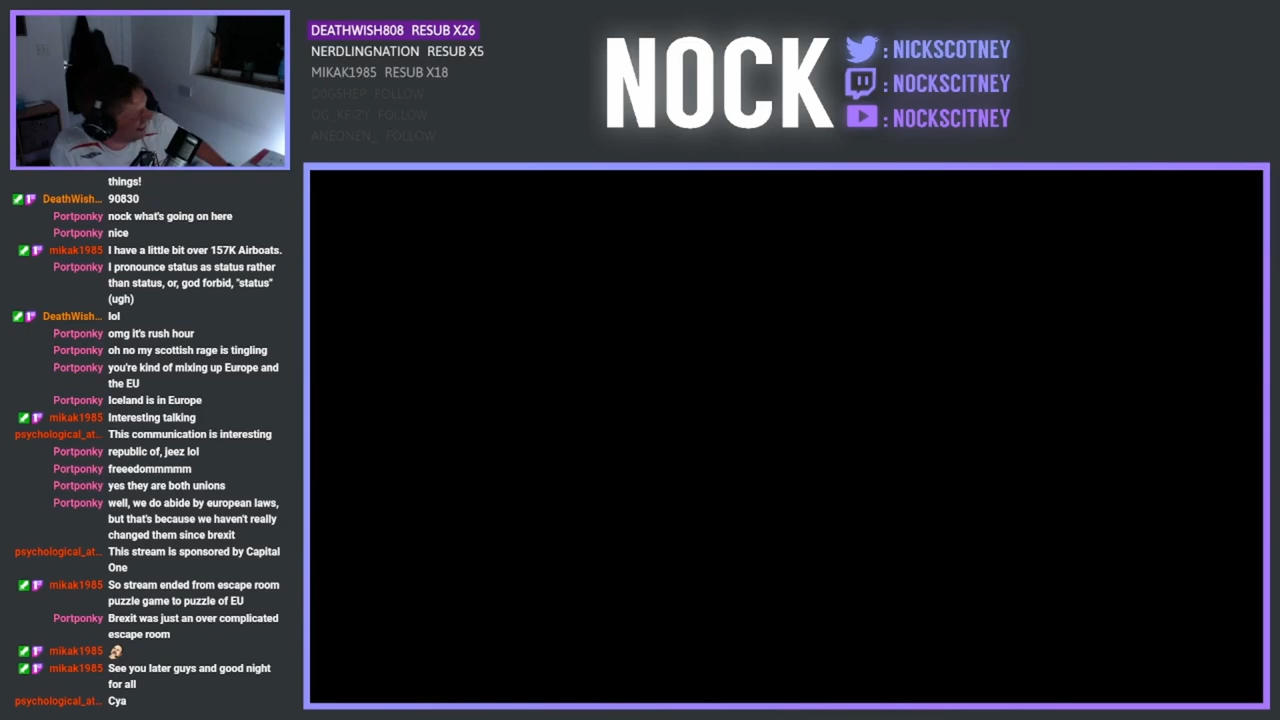 DEATHWISH808 RESUB X26
NERDLINGNATION RESUB X5
MIKAK1985 RESUB X18
D0GSHEP FOLLOW
OG_KFIZY FOLLOW
ANEONEN_ FOLLOW
NOCK
: NICKSCOTNEY
: NOCKSCITNEY
: NOCKSCITNEY
things!
DeathWish... 90830
Portponky nock what's going on here
Portponky nice
mikak1985 I have a little bit over 157K Airboats.
Portponky I pronounce status as status rather
than status, or, god forbid, "status"
(ugh)
DeathWish... lol
Portponky omg it's rush hour
Portponky oh no my scottish rage is tingling
Portponky you're kind of mixing up Europe and
the EU
Portponky Iceland is in Europe
mikak1985 Interesting talking
psychological_at... This communication is interesting
Portponky republic of, jeez lol
Portponky freeedommmmm
Portponky yes they are both unions
Portponky well, we do abide by european laws,
but that's because we haven't really
changed them since brexit
psychological_at... This stream is sponsored by Capital
One
mikak1985 So stream ended from escape room
puzzle game to puzzle of EU
Portponky Brexit was just an over complicated
escape room
mikak1985
mikak1985 See you later guys and good night
for all
psychological_at... Cya